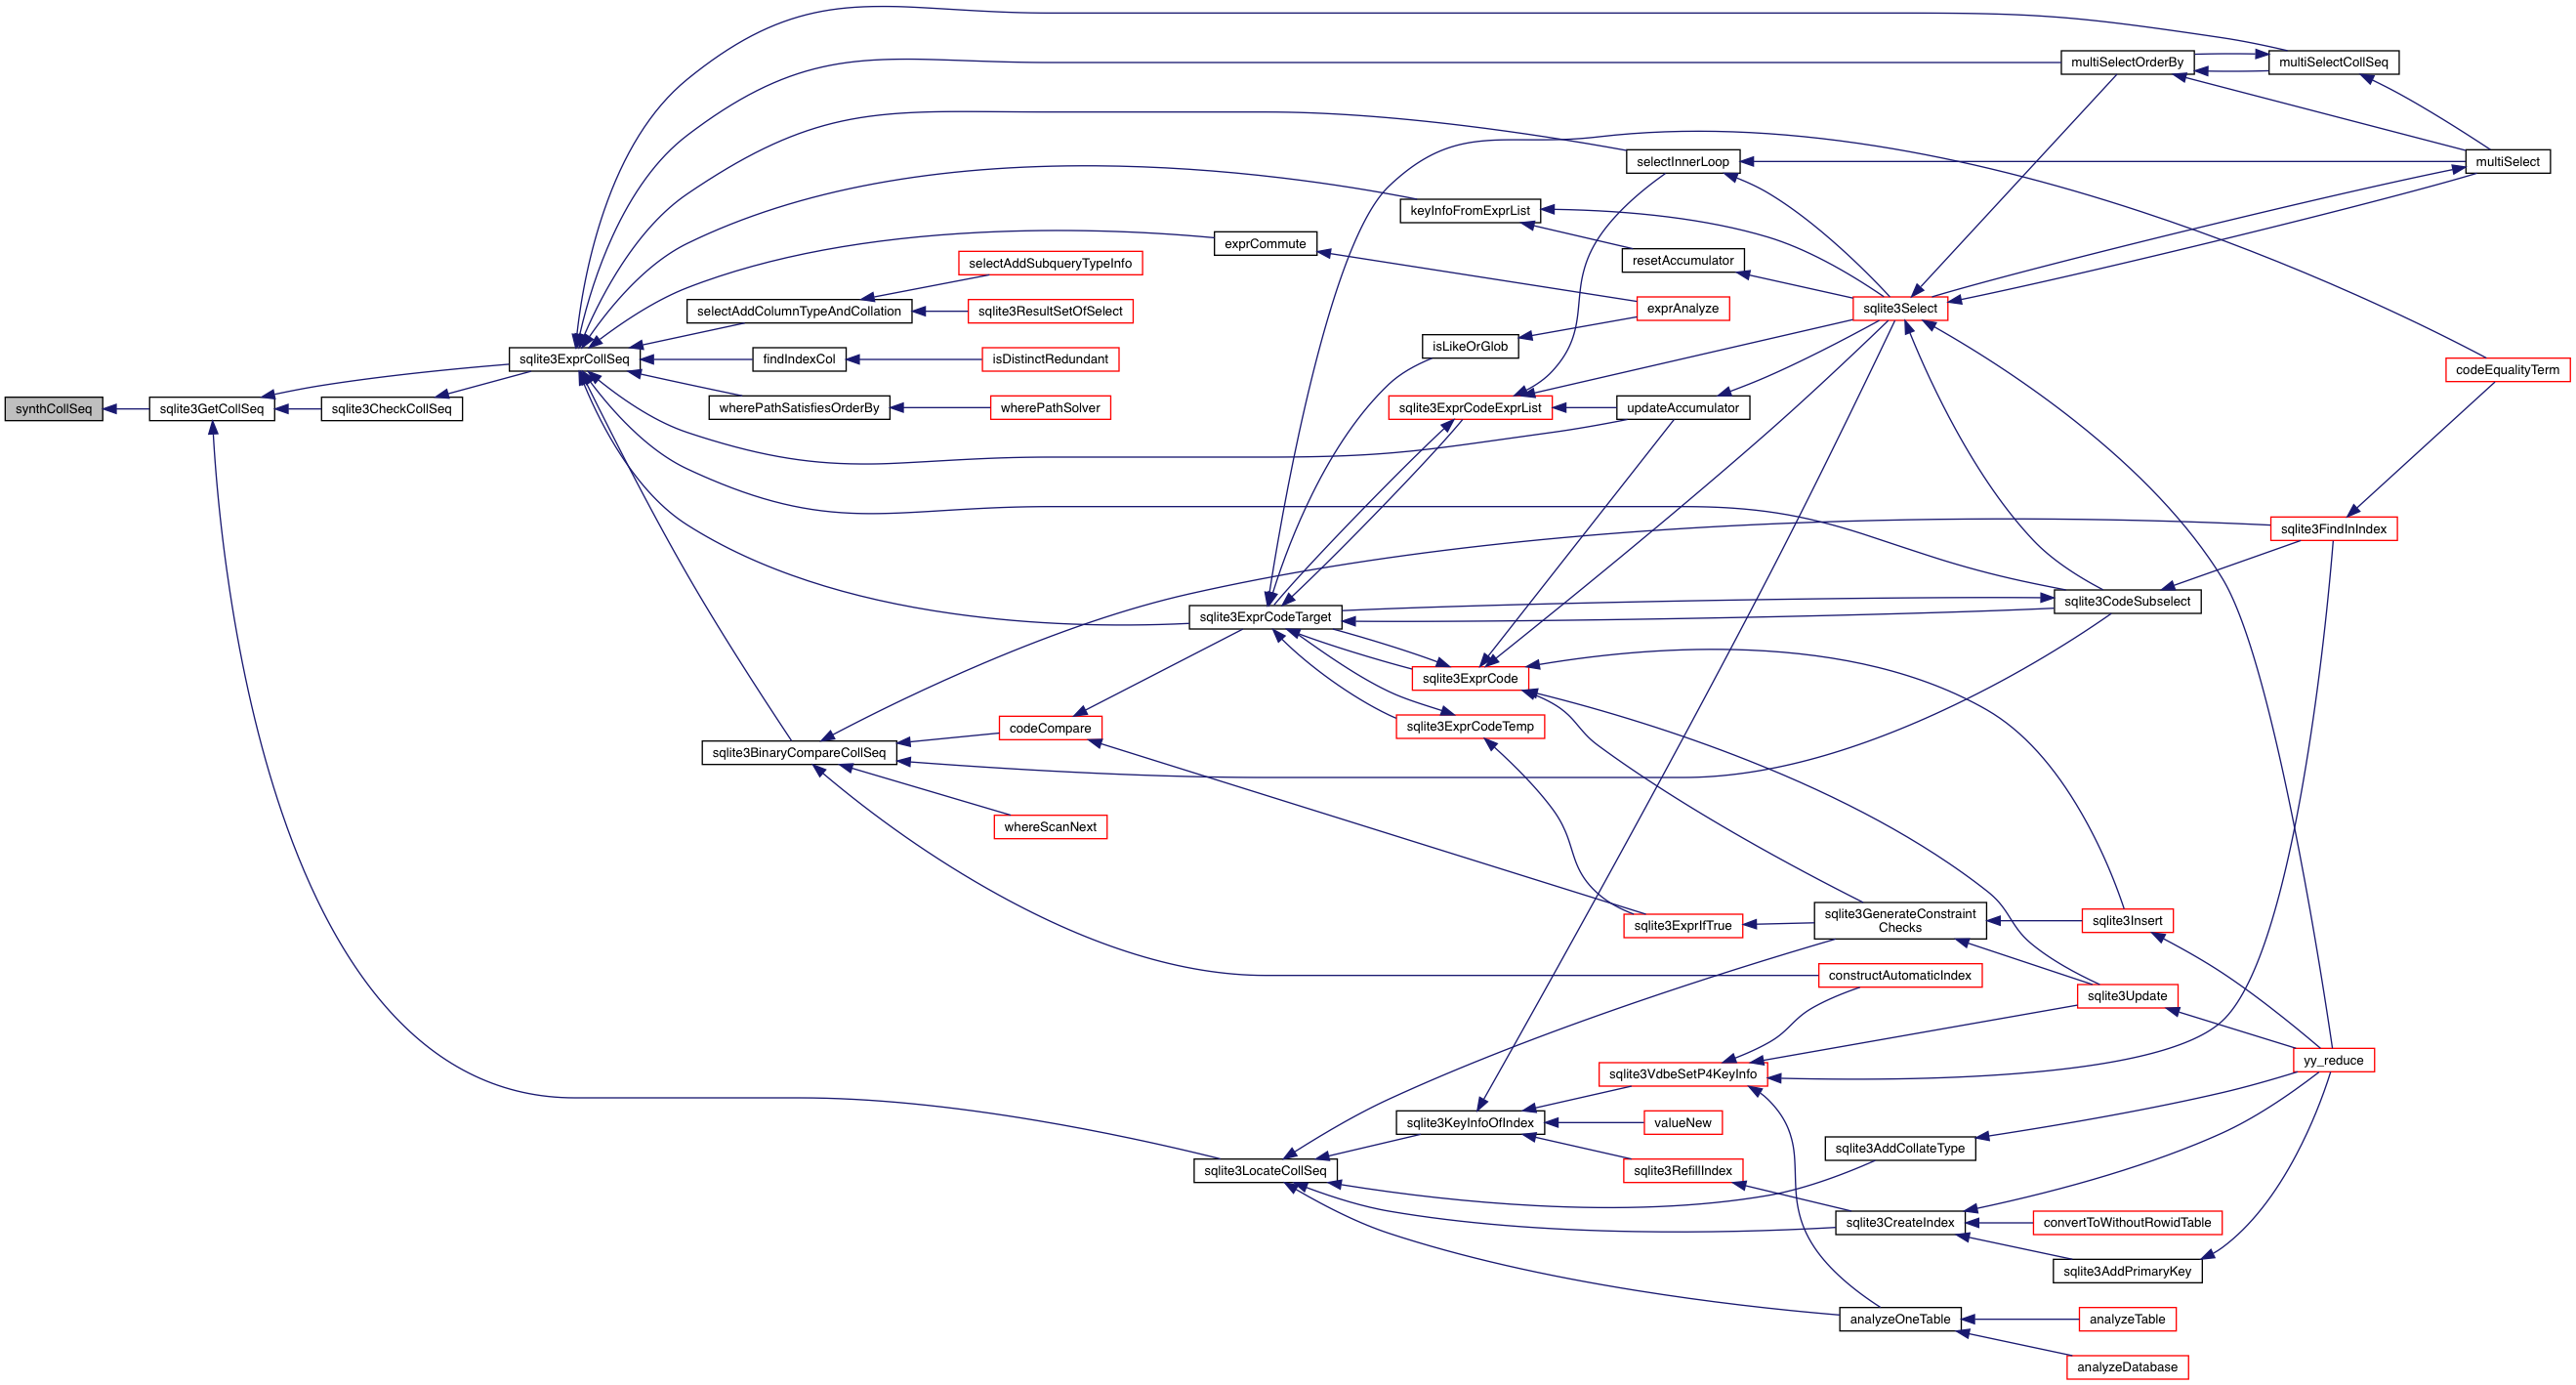 multiSelectOrderBy
multiSelectCollSeq
selectInnerLoop
multiSelect
keyInfoFromExprList
exprCommute
selectAddSubqueryTypeInfo
resetAccumulator
selectAddColumnTypeAndCollation
sqlite3ResultSetOfSelect
exprAnalyze
sqlite3Select
sqlite3ExprCollSeq
findIndexCol
isDistinctRedundant
isLikeOrGlob
codeEqualityTerm
synthCollSeq
sqlite3GetCollSeq
sqlite3CheckCollSeq
wherePathSatisfiesOrderBy
wherePathSolver
sqlite3ExprCodeExprList
updateAccumulator
sqlite3FindInIndex
sqlite3ExprCodeTarget
sqlite3CodeSubselect
sqlite3ExprCode
codeCompare
sqlite3ExprCodeTemp
sqlite3BinaryCompareCollSeq
whereScanNext
sqlite3ExprIfTrue
sqlite3GenerateConstraint
Checks
sqlite3Insert
constructAutomaticIndex
sqlite3Update
sqlite3VdbeSetP4KeyInfo
yy_reduce
sqlite3KeyInfoOfIndex
valueNew
sqlite3AddCollateType
sqlite3LocateCollSeq
sqlite3RefillIndex
sqlite3CreateIndex
convertToWithoutRowidTable
sqlite3AddPrimaryKey
analyzeOneTable
analyzeTable
analyzeDatabase